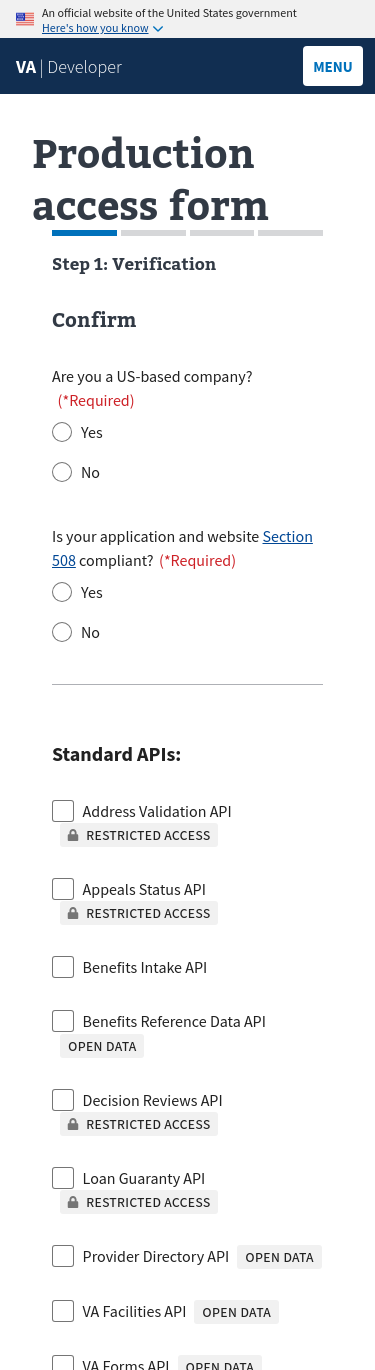 An official website of the United States government
Here's how you know
VA | Developer
MENU
Production
access form
Step 1: Verification
Confirm
Are you a US-based company?
(*Required)
Yes
No
Is your application and website Section
508 compliant? (*Required)
Yes
No
Standard APIs:
Address Validation API
RESTRICTED ACCESS
Appeals Status API
RESTRICTED ACCESS
Benefits Intake API
Benefits Reference Data API
OPEN DATA
Decision Reviews API
RESTRICTED ACCESS
Loan Guaranty API
RESTRICTED ACCESS
Provider Directory API OPEN DATA
VA Facilities API OPEN DATA
VA Forms API OPEN DATA